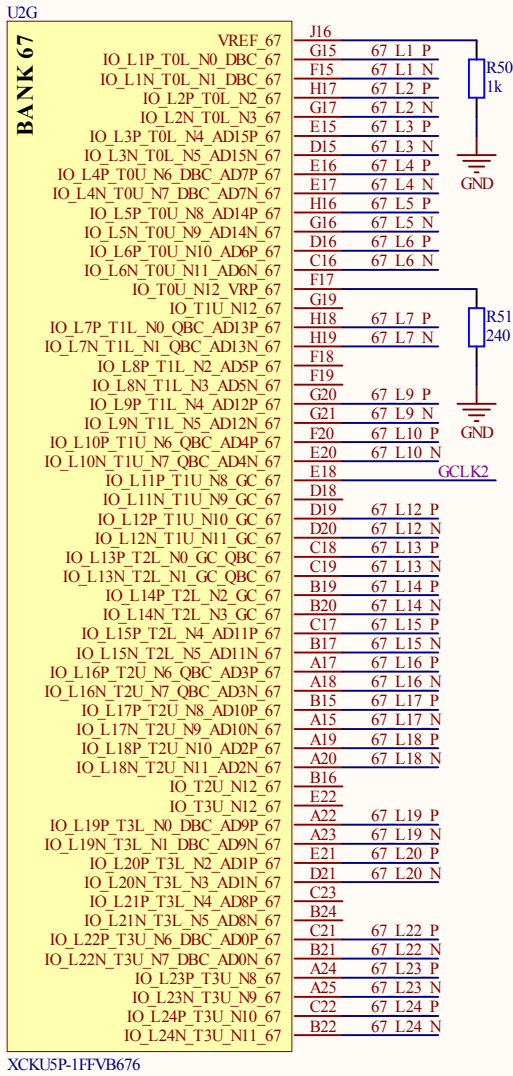 U2G
BANK 67
VREF_67 J16
IO_L1P_T0L_N0_DBC_67 G15 67_L1_P
IO_L1N_T0L_N1_DBC_67 F15 67_L1_N
IO_L2P_T0L_N2_67 H17 67_L2_P
IO_L2N_T0L_N3_67 G17 67_L2_N
IO_L3P_T0L_N4_AD15P_67 E15 67_L3_P
IO_L3N_T0L_N5_AD15N_67 D15 67_L3_N
IO_L4P_T0U_N6_DBC_AD7P_67 E16 67_L4_P
IO_L4N_T0U_N7_DBC_AD7N_67 E17 67_L4_N
IO_L5P_T0U_N8_AD14P_67 H16 67_L5_P
IO_L5N_T0U_N9_AD14N_67 G16 67_L5_N
IO_L6P_T0U_N10_AD6P_67 D16 67_L6_P
IO_L6N_T0U_N11_AD6N_67 C16 67_L6_N
IO_T0U_N12_VRP_67 F17
IO_T1U_N12_67 G19
IO_L7P_T1L_N0_QBC_AD13P_67 H18 67_L7_P
IO_L7N_T1L_N1_QBC_AD13N_67 H19 67_L7_N
IO_L8P_T1L_N2_AD5P_67 F18
IO_L8N_T1L_N3_AD5N_67 F19
IO_L9P_T1L_N4_AD12P_67 G20 67_L9_P
IO_L9N_T1L_N5_AD12N_67 G21 67_L9_N
IO_L10P_T1U_N6_QBC_AD4P_67 F20 67_L10_P
IO_L10N_T1U_N7_QBC_AD4N_67 E20 67_L10_N
IO_L11P_T1U_N8_GC_67 E18 GCLK2
IO_L11N_T1U_N9_GC_67 D18
IO_L12P_T1U_N10_GC_67 D19 67_L12_P
IO_L12N_T1U_N11_GC_67 D20 67_L12_N
IO_L13P_T2L_N0_GC_QBC_67 C18 67_L13_P
IO_L13N_T2L_N1_GC_QBC_67 C19 67_L13_N
IO_L14P_T2L_N2_GC_67 B19 67_L14_P
IO_L14N_T2L_N3_GC_67 B20 67_L14_N
IO_L15P_T2L_N4_AD11P_67 C17 67_L15_P
IO_L15N_T2L_N5_AD11N_67 B17 67_L15_N
IO_L16P_T2U_N6_QBC_AD3P_67 A17 67_L16_P
IO_L16N_T2U_N7_QBC_AD3N_67 A18 67_L16_N
IO_L17P_T2U_N8_AD10P_67 B15 67_L17_P
IO_L17N_T2U_N9_AD10N_67 A15 67_L17_N
IO_L18P_T2U_N10_AD2P_67 A19 67_L18_P
IO_L18N_T2U_N11_AD2N_67 A20 67_L18_N
IO_T2U_N12_67 B16
IO_T3U_N12_67 E22
IO_L19P_T3L_N0_DBC_AD9P_67 A22 67_L19_P
IO_L19N_T3L_N1_DBC_AD9N_67 A23 67_L19_N
IO_L20P_T3L_N2_AD1P_67 E21 67_L20_P
IO_L20N_T3L_N3_AD1N_67 D21 67_L20_N
IO_L21P_T3L_N4_AD8P_67 C23
IO_L21N_T3L_N5_AD8N_67 B24
IO_L22P_T3U_N6_DBC_AD0P_67 C21 67_L22_P
IO_L22N_T3U_N7_DBC_AD0N_67 B21 67_L22_N
IO_L23P_T3U_N8_67 A24 67_L23_P
IO_L23N_T3U_N9_67 A25 67_L23_N
IO_L24P_T3U_N10_67 C22 67_L24_P
IO_L24N_T3U_N11_67 B22 67_L24_N
R50
1k
GND
R51
240
GND
XCKU5P-1FFVB676